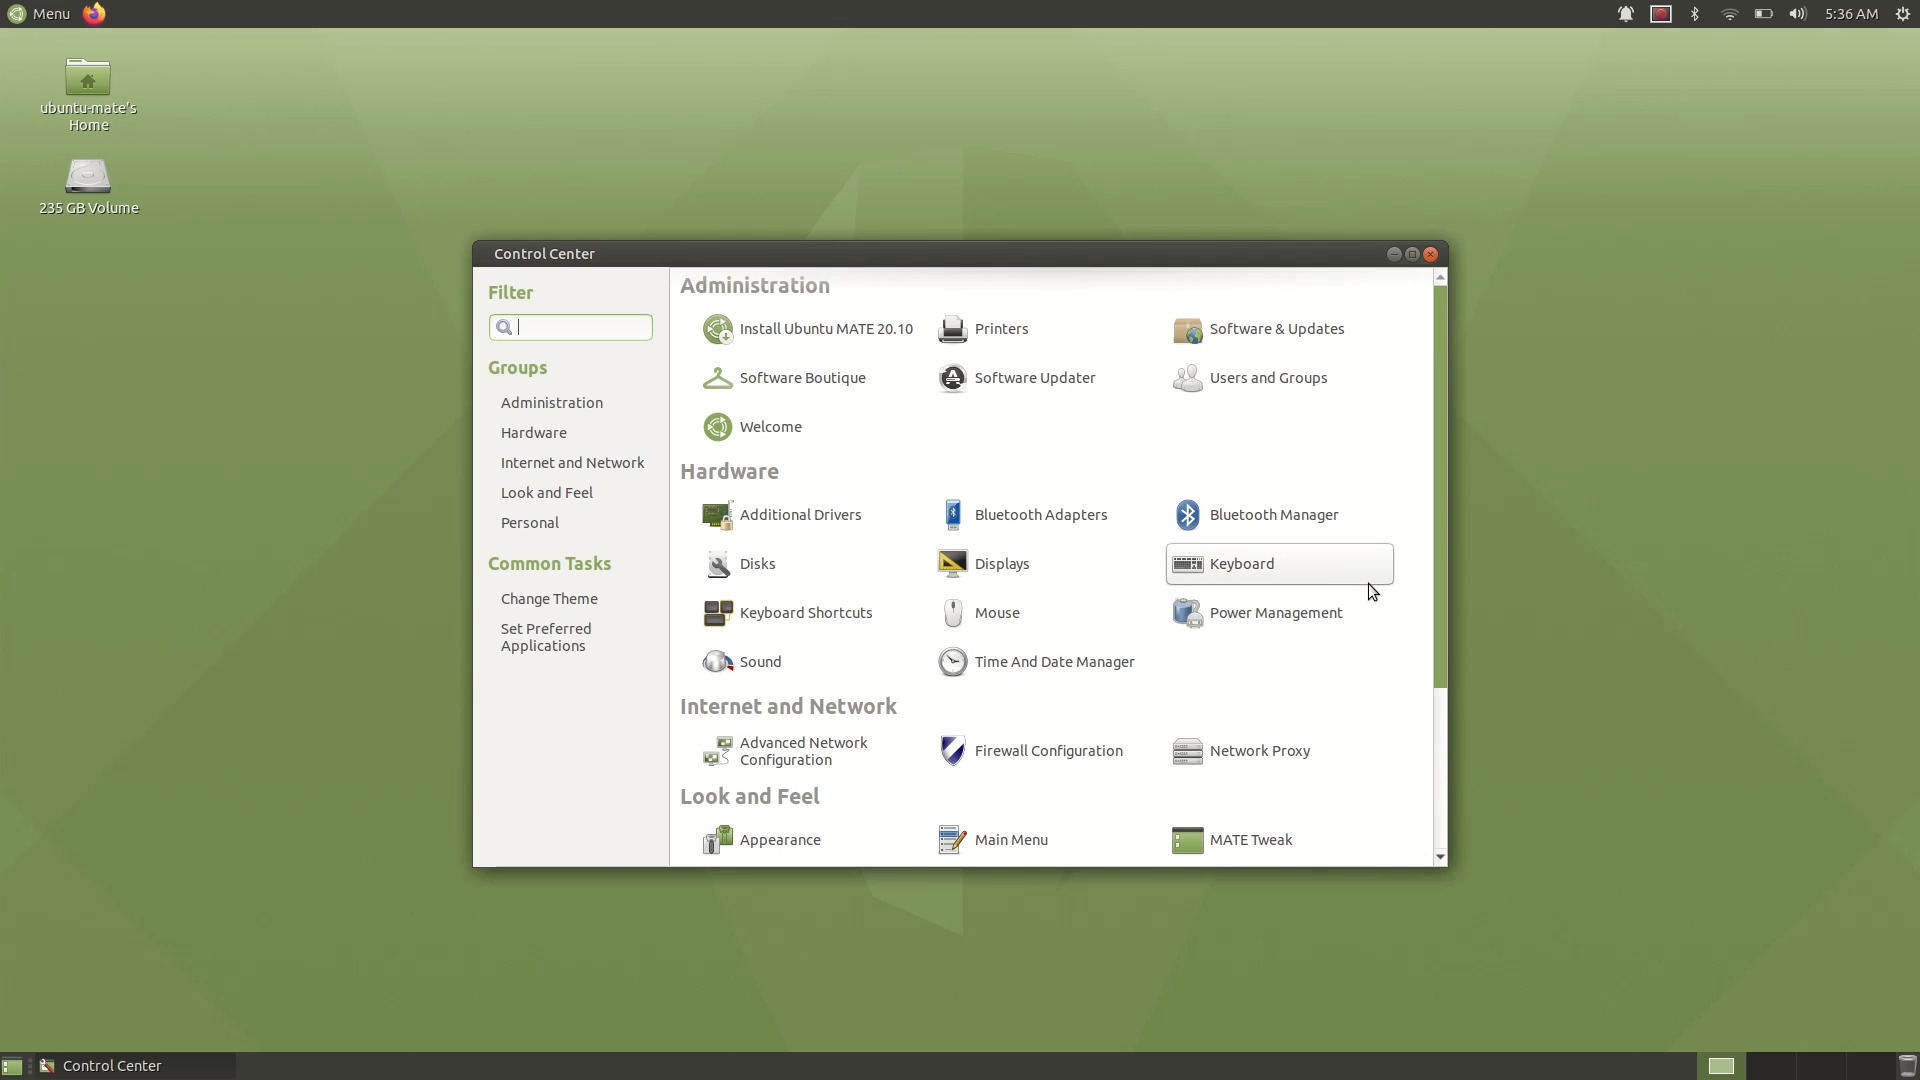 Menu
5:36 AM
ubuntu-mate's
Home
235 GB Volume
Control Center
Filter
Groups
Administration
Hardware
Internet and Network
Look and Feel
Personal
Common Tasks
Change Theme
Set Preferred
Applications
Administration
Install Ubuntu MATE 20.10
Printers
Software & Updates
Software Boutique
Software Updater
Users and Groups
Welcome
Hardware
Additional Drivers
Bluetooth Adapters
Bluetooth Manager
Disks
Displays
Keyboard
Keyboard Shortcuts
Mouse
Power Management
Sound
Time And Date Manager
Internet and Network
Advanced Network
Configuration
Firewall Configuration
Network Proxy
Look and Feel
Appearance
Main Menu
MATE Tweak
Control Center